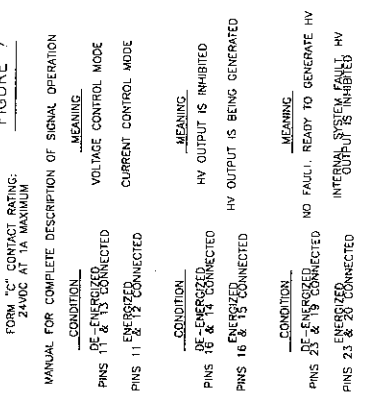 FIGURE 7
FORM "C" CONTACT RATING:
24VDC AT 1A MAXIMUM
MANUAL FOR COMPLETE DESCRIPTION OF SIGNAL OPERATION
CONDITION MEANING
DE-ENERGIZED
PINS 11 & 13 CONNECTED VOLTAGE CONTROL MODE
ENERGIZED
PINS 11 & 12 CONNECTED CURRENT CONTROL MODE
CONDITION MEANING
DE-ENERGIZED
PINS 16 & 14 CONNECTED HV OUTPUT IS INHIBITED
ENERGIZED
PINS 16 & 15 CONNECTED HV OUTPUT IS BEING GENERATED
CONDITION MEANING
DE-ENERGIZED
PINS 23 & 19 CONNECTED NO FAULT, READY TO GENERATE HV
ENERGIZED INTERNAL SYSTEM FAULT, HV
PINS 23 & 20 CONNECTED OUTPUT IS INHIBITED